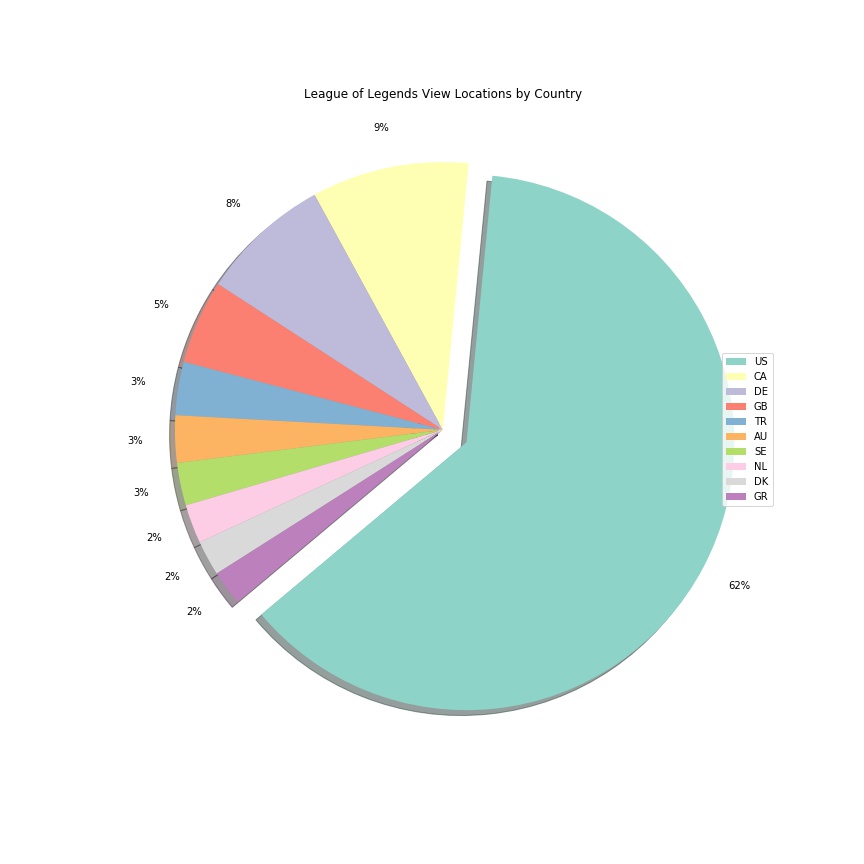 League of Legends View Locations by Country
9%
8%
5%
3%
3%
3%
2%
2%
2%
62%
US
CA
DE
GB
TR
AU
SE
NL
DK
GR